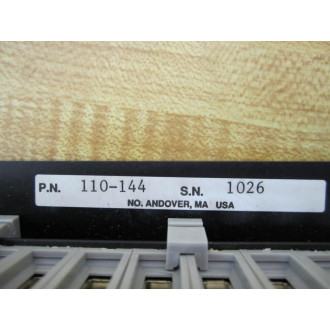 P.N. 110-144 S.N. 1026
NO. ANDOVER, MA USA